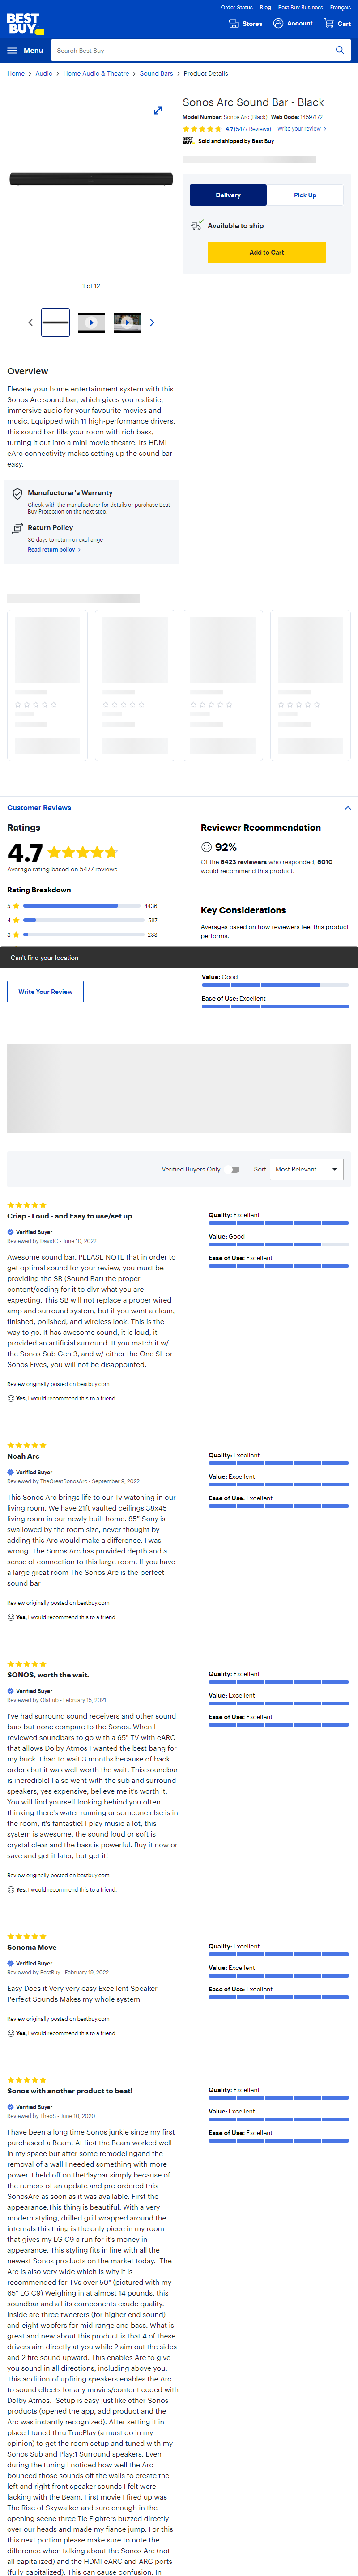 Order Status Blog Best Buy Business Français
BEST BUY
Stores Account Cart
Menu Search Best Buy
Home Audio Home Audio & Theatre Sound Bars Product Details
Sonos Arc Sound Bar - Black
Model Number: Sonos Arc (Black) Web Code: 14597172
4.7 (5477 Reviews) Write your review
BEST BUY Sold and shipped by Best Buy
Delivery Pick Up
Available to ship
Add to Cart
1 of 12
Overview
Elevate your home entertainment system with this
Sonos Arc sound bar, which gives you realistic,
immersive audio for your favourite movies and
music. Equipped with 11 high-performance drivers,
this sound bar fills your room with rich bass,
turning it out into a mini movie theatre. Its HDMI
eArc connectivity makes setting up the sound bar
easy.
Manufacturer's Warranty
Check with the manufacturer for details or purchase Best
Buy Protection on the next step.
Return Policy
30 days to return or exchange
Read return policy
Customer Reviews
Ratings
4.7
Average rating based on 5477 reviews
Rating Breakdown
5 4436
4 587
3 233
Reviewer Recommendation
92%
Of the 5423 reviewers who responded, 5010
would recommend this product.
Key Considerations
Averages based on how reviewers feel this product
performs.
Can't find your location
Write Your Review
Value: Good
Ease of Use: Excellent
Verified Buyers Only Sort Most Relevant
Crisp - Loud - and Easy to use/set up
Verified Buyer
Reviewed by DavidC - June 10, 2022
Awesome sound bar. PLEASE NOTE that in order to
get optimal sound for your review, you must be
providing the SB (Sound Bar) the proper
content/coding for it to dlvr what you are
expecting. This SB will not replace a proper wired
amp and surround system, but if you want a clean,
finished, polished, and wireless look. This is the
way to go. It has awesome sound, it is loud, it
provided an artificial surround. It you match it w/
the Sonos Sub Gen 3, and w/ either the One SL or
Sonos Fives, you will not be disappointed.
Review originally posted on bestbuy.com
Yes, I would recommend this to a friend.
Quality: Excellent
Value: Good
Ease of Use: Excellent
Noah Arc
Verified Buyer
Reviewed by TheGreatSonosArc - September 9, 2022
This Sonos Arc brings life to our Tv watching in our
living room. We have 21ft vaulted ceilings 38x45
living room in our newly built home. 85" Sony is
swallowed by the room size, never thought by
adding this Arc would make a difference. I was
wrong. The Sonos Arc has provided depth and a
sense of connection to this large room. If you have
a large great room The Sonos Arc is the perfect
sound bar
Review originally posted on bestbuy.com
Yes, I would recommend this to a friend.
Quality: Excellent
Value: Excellent
Ease of Use: Excellent
SONOS, worth the wait.
Verified Buyer
Reviewed by Olaffub - February 15, 2021
I've had surround sound receivers and other sound
bars but none compare to the Sonos. When I
reviewed soundbars to go with a 65" TV with eARC
that allows Dolby Atmos I wanted the best bang for
my buck. I had to wait 3 months because of back
orders but it was well worth the wait. This soundbar
is incredible! I also went with the sub and surround
speakers, yes expensive, believe me it's worth it.
You will find yourself looking behind you often
thinking there's water running or someone else is in
the room, it's fantastic! I play music a lot, this
system is awesome, the sound loud or soft is
crystal clear and the bass is powerful. Buy it now or
save and get it later, but get it!
Review originally posted on bestbuy.com
Yes, I would recommend this to a friend.
Quality: Excellent
Value: Excellent
Ease of Use: Excellent
Sonoma Move
Verified Buyer
Reviewed by BestBuy - February 19, 2022
Easy Does it Very very easy Excellent Speaker
Perfect Sounds Makes my whole system
Review originally posted on bestbuy.com
Yes, I would recommend this to a friend.
Quality: Excellent
Value: Excellent
Ease of Use: Excellent
Sonos with another product to beat!
Verified Buyer
Reviewed by TheoS - June 10, 2020
I have been a long time Sonos junkie since my first
purchaseof a Beam. At first the Beam worked well
in my space but after some remodelingand the
removal of a wall I needed something with more
power. I held off on thePlaybar simply because of
the rumors of an update and pre-ordered this
SonosArc as soon as it was available. First the
appearance:This thing is beautiful. With a very
modern styling, drilled grill wrapped around the
internals this thing is the only piece in my room
that gives my LG C9 a run for it's money in
appearance. This styling fits in line with all the
newest Sonos products on the market today. The
Arc is also very wide which is why it is
recommended for TVs over 50" (pictured with my
65" LG C9) Weighing in at almost 14 pounds, this
soundbar and all its components exude quality.
Inside are three tweeters (for higher end sound)
and eight woofers for mid-range and bass. What is
great and new about this product is that 4 of these
drivers aim directly at you while 2 aim out the sides
and 2 fire sound upward. This enables Arc to give
you sound in all directions, including above you.
This addition of upfiring speakers enables the Arc
to sound effects for any movies/content coded with
Dolby Atmos. Setup is easy just like other Sonos
products (opened the app, add product and the
Arc was instantly recognized). After setting it in
place I tuned thru TruePlay (a must do in my
opinion) to get the room setup and tuned with my
Sonos Sub and Play:1 Surround speakers. Even
during the tuning I noticed how well the Arc
bounced those sounds off the walls to create the
left and right front speaker sounds I felt were
lacking with the Beam. First movie I fired up was
The Rise of Skywalker and sure enough in the
opening scene three Tie Fighters buzzed directly
over our heads and made my fiance jump. For this
this next portion please make sure to note the
difference when talking about the Sonos Arc (not
all capitalized) and the HDMI eARC and ARC ports
(fully capitalized). This can cause confusion. In
Quality: Excellent
Value: Excellent
Ease of Use: Excellent